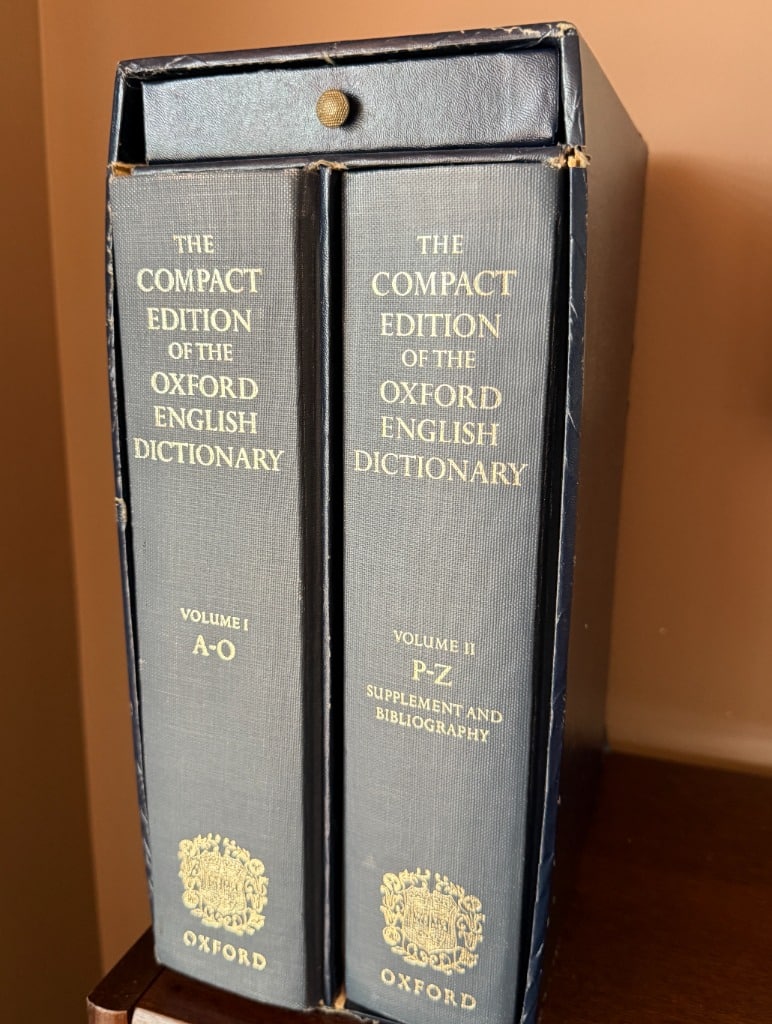 THE
COMPACT
EDITION
OF THE
OXFORD
ENGLISH
DICTIONARY
VOLUME I
A-O
OXFORD
THE
COMPACT
EDITION
OF THE
OXFORD
ENGLISH
DICTIONARY
VOLUME II
P-Z
SUPPLEMENT AND
BIBLIOGRAPHY
OXFORD